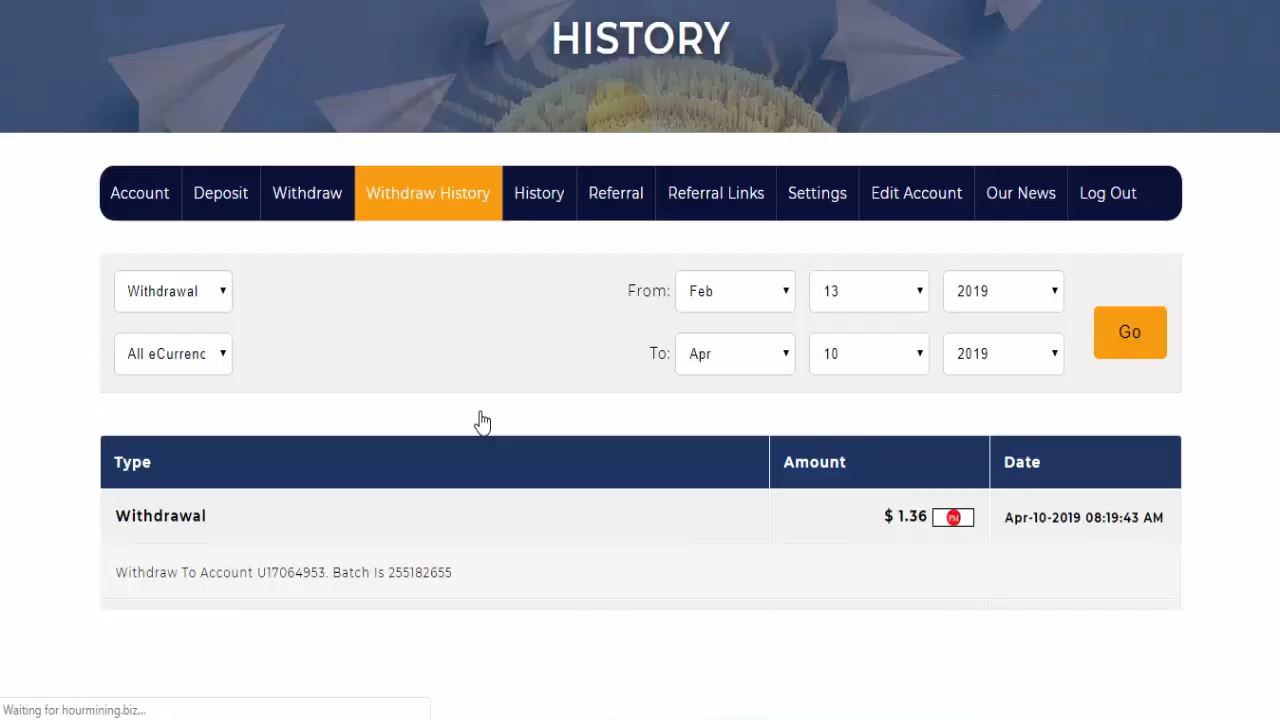 HISTORY
Account Deposit Withdraw Withdraw History History Referral Referral Links Settings Edit Account Our News Log Out
Withdrawal From: Feb 13 2019
Go
All eCurrenc To: Apr 10 2019
Type Amount Date
Withdrawal $ 1.36 PM Apr-10-2019 08:19:43 AM
Withdraw To Account U17064953. Batch Is 255182655
Waiting for hourmining.biz...